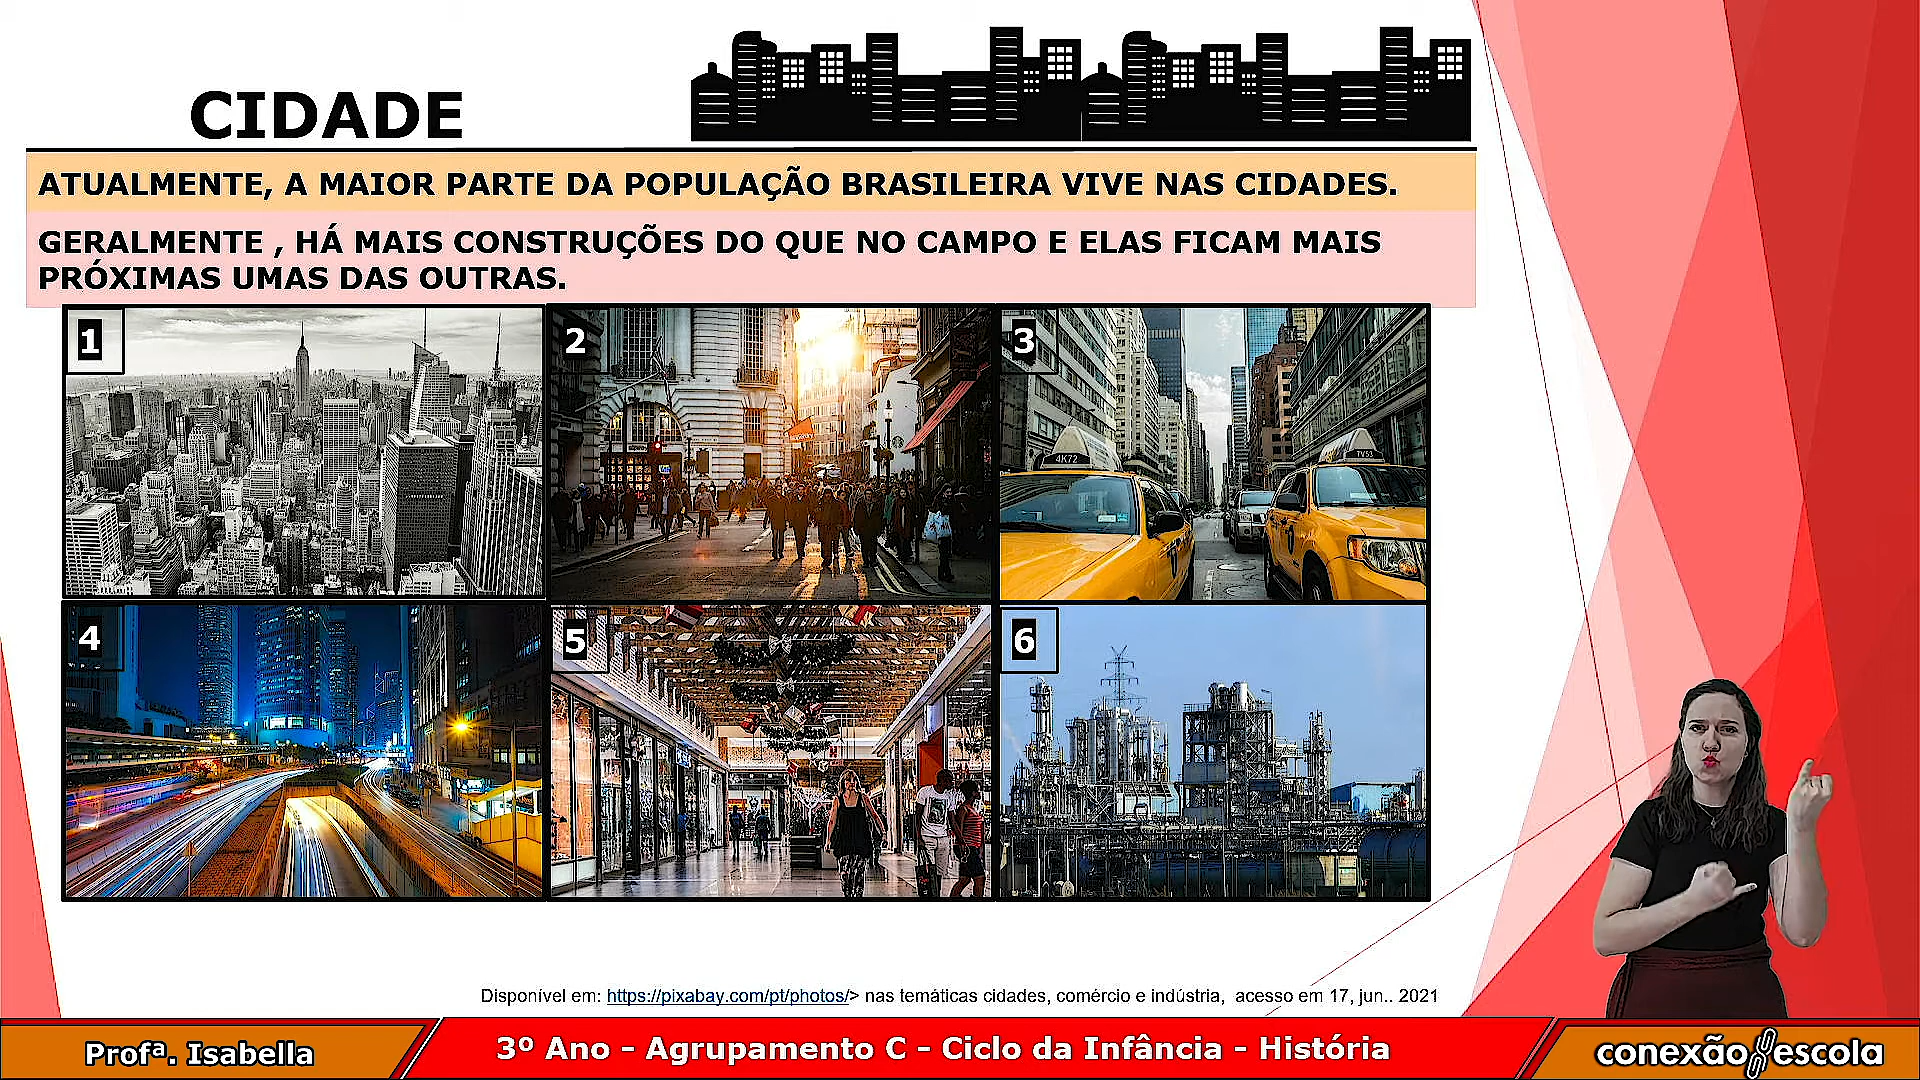 CIDADE
ATUALMENTE, A MAIOR PARTE DA POPULAÇÃO BRASILEIRA VIVE NAS CIDADES.
GERALMENTE , HÁ MAIS CONSTRUÇÕES DO QUE NO CAMPO E ELAS FICAM MAIS
PRÓXIMAS UMAS DAS OUTRAS.
1
2
3
4K72
7V53
4
5
6
Disponível em: https://pixabay.com/pt/photos/> nas temáticas cidades, comércio e indústria, acesso em 17, jun.. 2021
Profª. Isabella
3º Ano - Agrupamento C - Ciclo da Infância - História
conexão escola